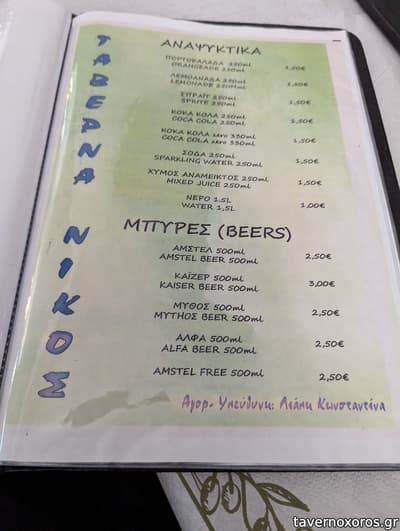 ΤΑΒΕΡΝΑ ΝΙΚΟΣ
ΑΝΑΨΥΚΤΙΚΑ
ΠΟΡΤΟΚΑΛΑΔΑ 250ml
ORANGEADE 250ml 1,50€
ΛΕΜΟΝΑΔΑ 250ml
LEMONADE 250ml 1,50€
ΣΠΡΑΪΤ 250ml
SPRITE 250ml 1,50€
ΚΟΚΑ ΚΟΛΑ 250ml
COCA COLA 250ml 1,50€
ΚΟΚΑ ΚΟΛΑ zero 330ml
COCA COLA zero 330ml 1,50€
ΣΟΔΑ 250ml
SPARKLING WATER 250ml 1,50€
ΧΥΜΟΣ ΑΝΑΜΕΙΚΤΟΣ 250ml
MIXED JUICE 250ml 1,50€
ΝΕΡΟ 1.5L
WATER 1,5L 1,00€
ΜΠΥΡΕΣ (BEERS)
ΑΜΣΤΕΛ 500ml
AMSTEL BEER 500ml 2,50€
ΚΑΪΖΕΡ 500ml
KAISER BEER 500ml 3,00€
ΜΥΘΟΣ 500ml
MYTHOS BEER 500ml 2,50€
ΑΛΦΑ 500ml
ALFA BEER 500ml 2,50€
AMSTEL FREE 500ml 2,50€
Αγορ. Υπεύθυνη: Λιάπη Κωνσταντίνα
tavernoxoros.gr